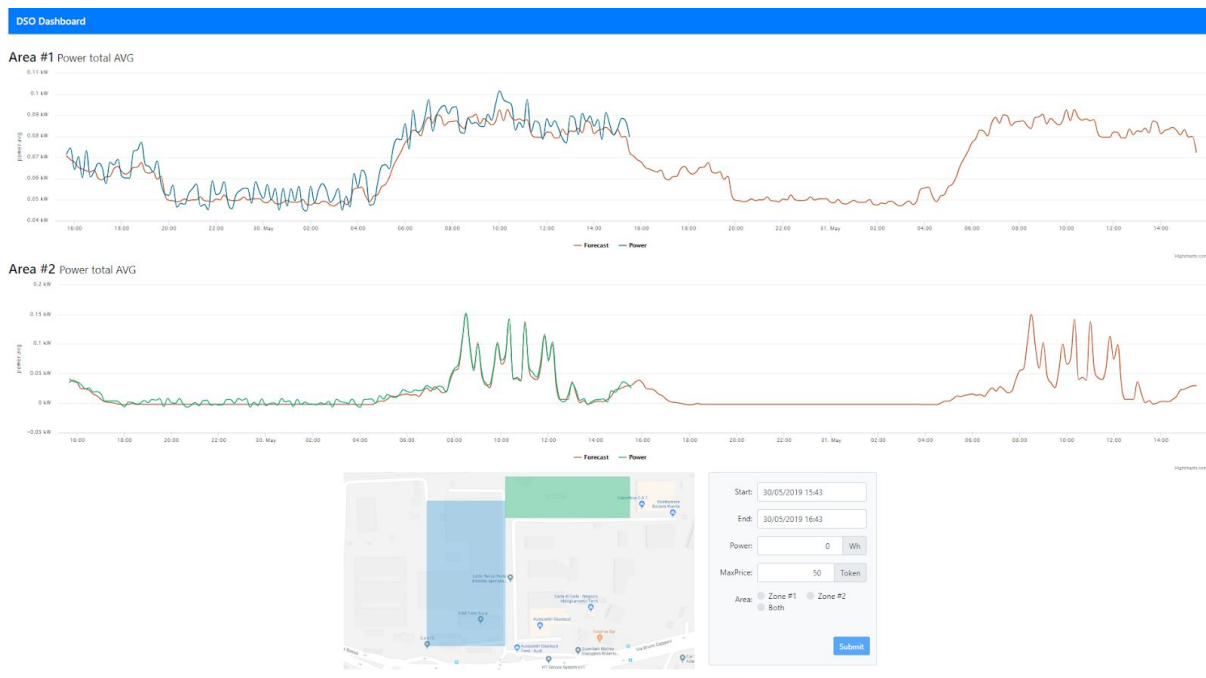 DSO Dashboard
Area #1 Power total AVG
0.11 kW
0.1 kW
0.09 kW
0.08 kW
0.07 kW
0.06 kW
0.05 kW
0.04 kW
power avg
16:00 18:00 20:00 22:00 30. May 02:00 04:00 06:00 08:00 10:00 12:00 14:00 16:00 18:00 20:00 22:00 31. May 02:00 04:00 06:00 08:00 10:00 12:00 14:00
Forecast Power
Highcharts.com
Area #2 Power total AVG
0.2 kW
0.15 kW
0.1 kW
0.05 kW
0 kW
-0.05 kW
power avg
16:00 18:00 20:00 22:00 30. May 02:00 04:00 06:00 08:00 10:00 12:00 14:00 16:00 18:00 20:00 22:00 31. May 02:00 04:00 06:00 08:00 10:00 12:00 14:00
Forecast Power
Highcharts.com
Start: 30/05/2019 15:43
End: 30/05/2019 16:43
Power: 0 Wh
MaxPrice: 50 Token
Area: Zone #1 Zone #2
Both
Submit